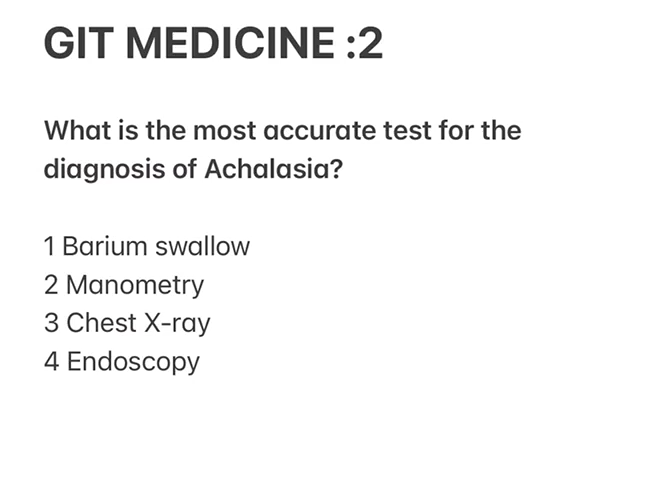 GIT MEDICINE :2
What is the most accurate test for the
diagnosis of Achalasia?
1 Barium swallow
2 Manometry
3 Chest X-ray
4 Endoscopy